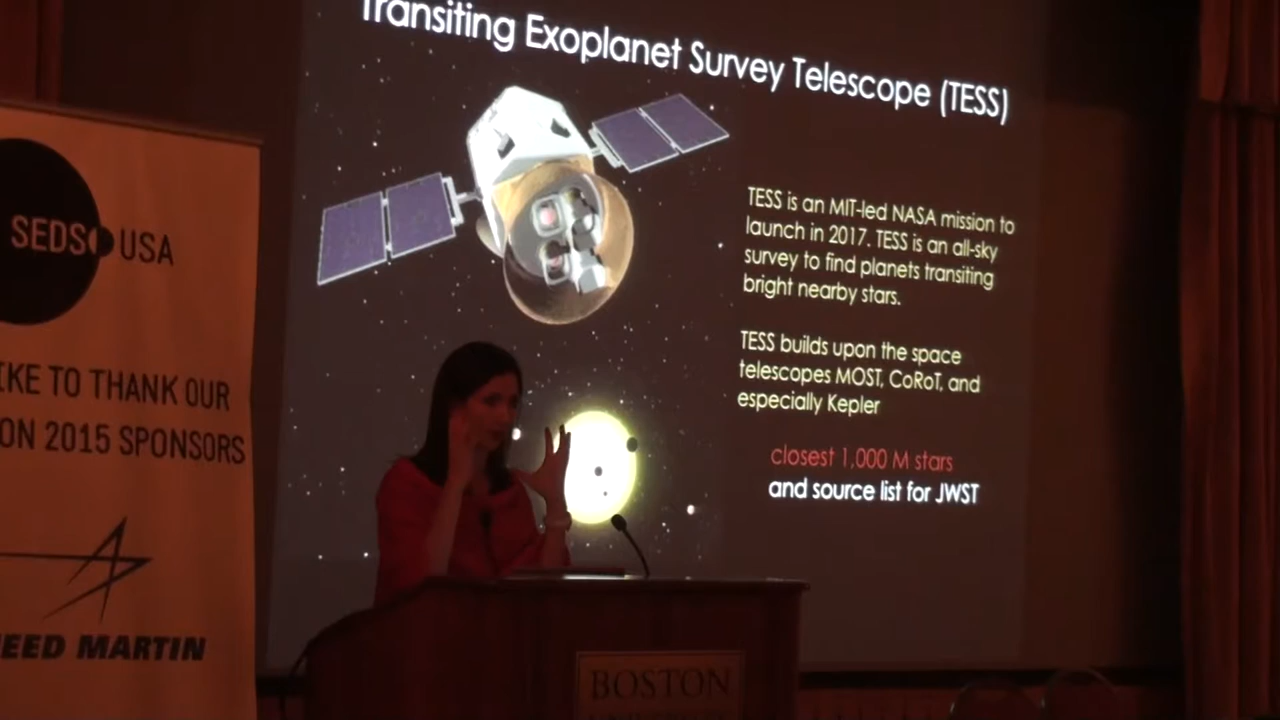 Transiting Exoplanet Survey Telescope (TESS)
TESS is an MIT-led NASA mission to
launch in 2017. TESS is an all-sky
survey to find planets transiting
bright nearby stars.
TESS builds upon the space
telescopes MOST, CoRoT, and
especially Kepler
closest 1,000 M stars
and source list for JWST
SEDS USA
IKE TO THANK OUR
ON 2015 SPONSORS
EED MARTIN
BOSTON